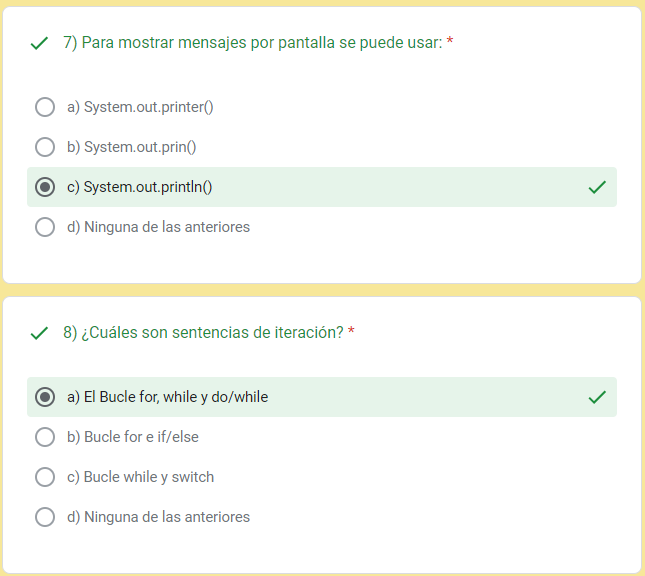 7) Para mostrar mensajes por pantalla se puede usar: *
a) System.out.printer()
b) System.out.prin()
c) System.out.println()
d) Ninguna de las anteriores
8) ¿Cuáles son sentencias de iteración? *
a) El Bucle for, while y do/while
b) Bucle for e if/else
c) Bucle while y switch
d) Ninguna de las anteriores